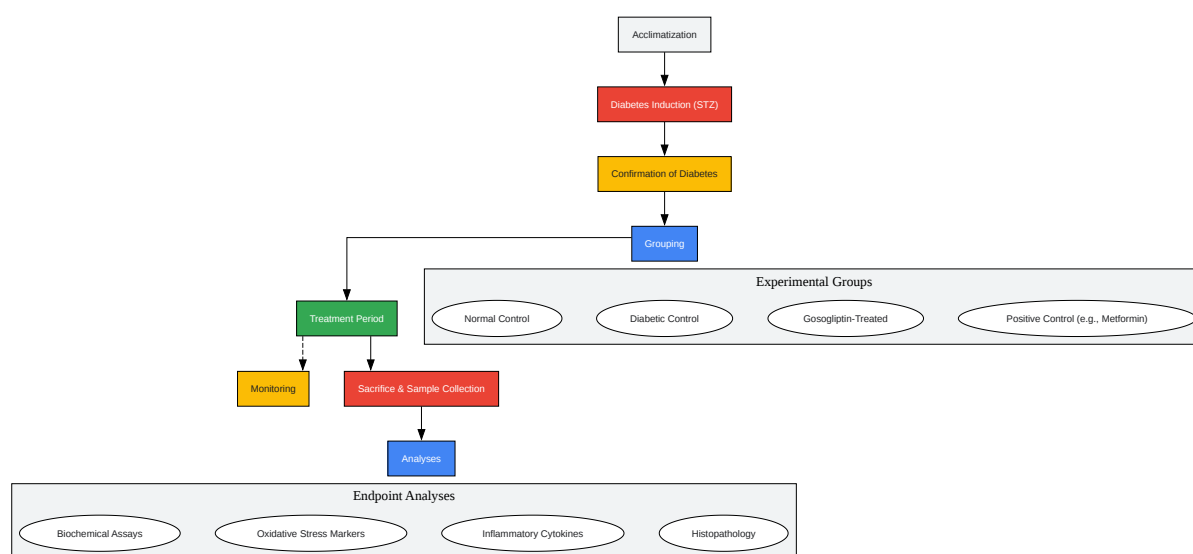 Acclimatization
Diabetes Induction (STZ)
Confirmation of Diabetes
Grouping
Experimental Groups
Normal Control
Diabetic Control
Gosogliptin-Treated
Positive Control (e.g., Metformin)
Treatment Period
Monitoring
Sacrifice & Sample Collection
Analyses
Endpoint Analyses
Biochemical Assays
Oxidative Stress Markers
Inflammatory Cytokines
Histopathology